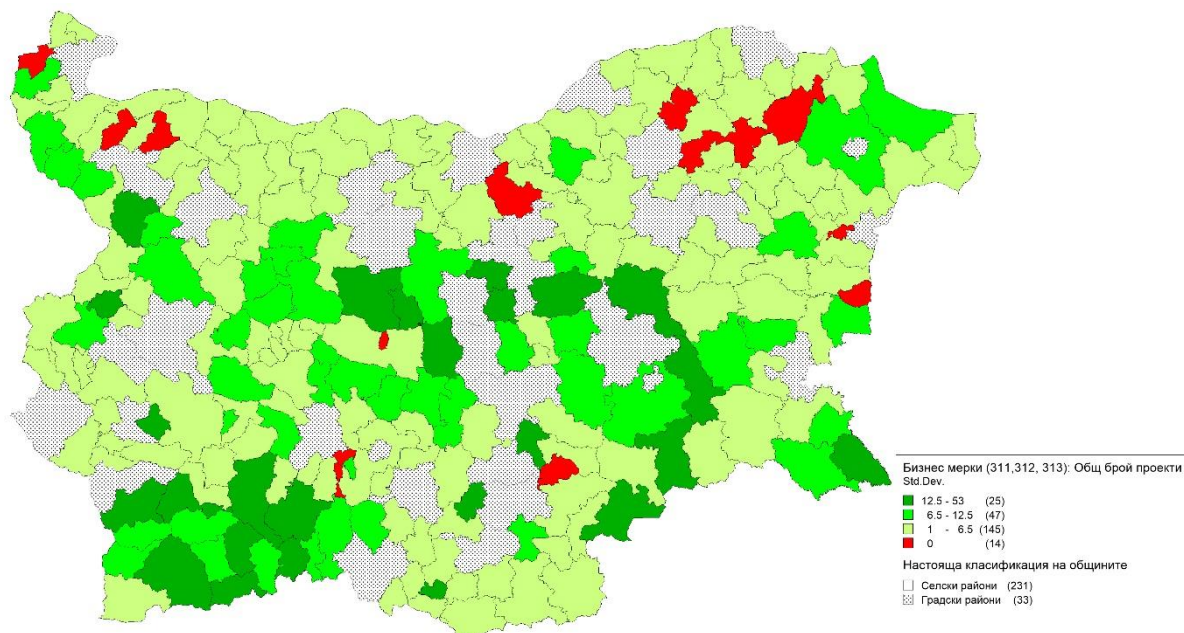 Бизнес мерки (311,312, 313): Общ брой проекти
Std.Dev.
12.5 - 53 (25)
6.5 - 12.5 (47)
1 - 6.5 (145)
0 (14)
Настояща класификация на общините
Селски райони (231)
Градски райони (33)